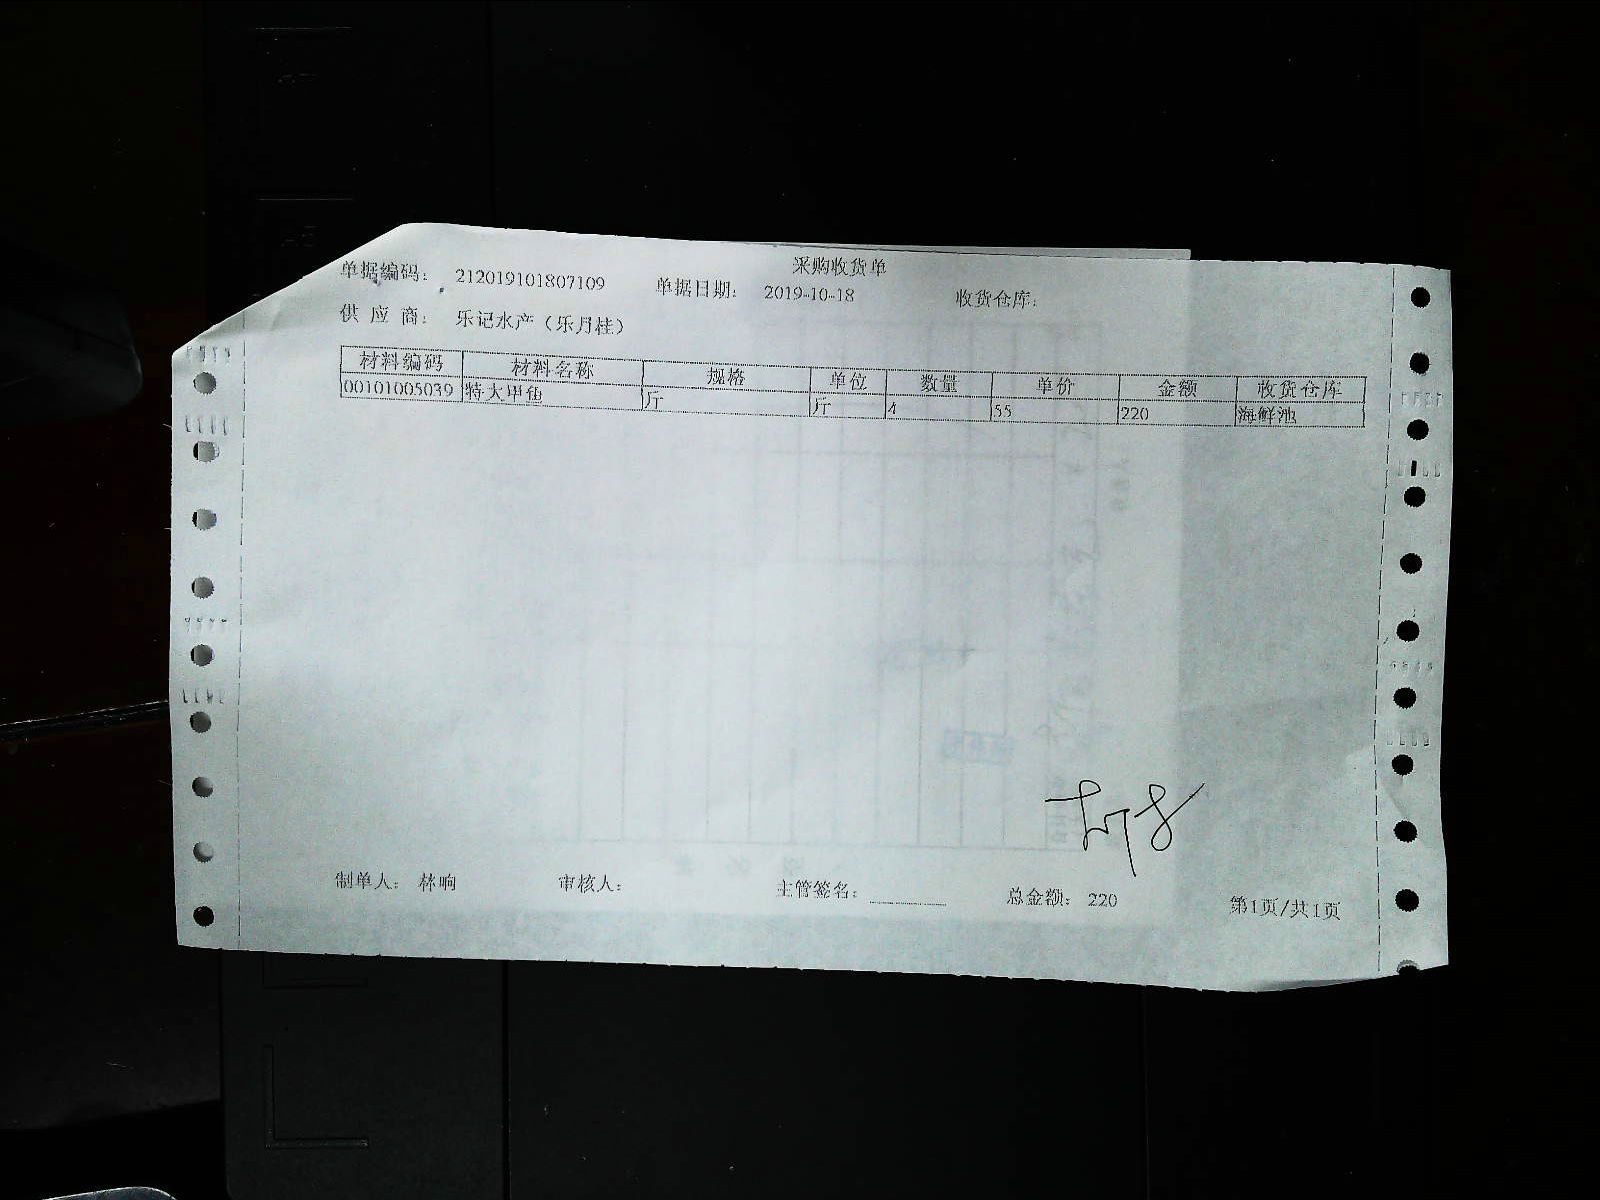 采购收货单
单据编码： 212019101807109 单据日期： 2019-10-18 收货仓库：
供 应 商： 乐记水产（乐月桂）
材料编码 材料名称 规格 单位 数量 单价 金额 收货仓库
00101005039 特大甲鱼 斤 斤 4 55 220 海鲜池
制单人： 林响 审核人： 主管签名： 总金额： 220 第1页/共1页